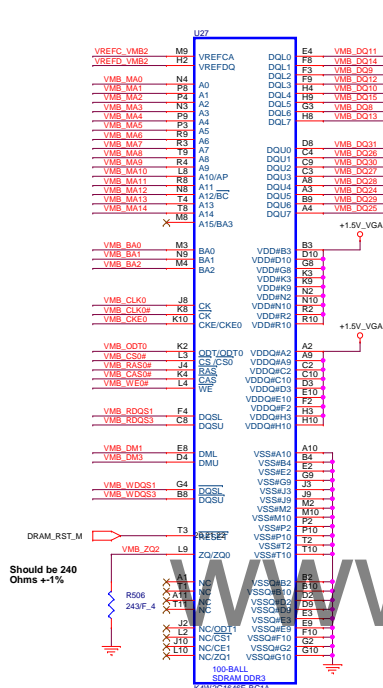 U27
VREFC_VMB2 M9 VREFCA DQL0 E4 VMB_DQ11
VREFD_VMB2 H2 VREFDQ DQL1 F8 VMB_DQ14
DQL2 F3 VMB_DQ9
VMB_MA0 N4 A0 DQL3 F9 VMB_DQ12
VMB_MA1 P8 A1 DQL4 H4 VMB_DQ10
VMB_MA2 P4 A2 DQL5 H9 VMB_DQ15
VMB_MA3 N3 A3 DQL6 G3 VMB_DQ8
VMB_MA4 P9 A4 DQL7 H8 VMB_DQ13
VMB_MA5 P3 A5
VMB_MA6 R9 A6
VMB_MA7 R3 A7 DQU0 D8 VMB_DQ31
VMB_MA8 T9 A8 DQU1 C4 VMB_DQ26
VMB_MA9 R4 A9 DQU2 C9 VMB_DQ30
VMB_MA10 L8 A10/AP DQU3 C3 VMB_DQ27
VMB_MA11 R8 A11 DQU4 A8
VMB_MA12 N8 A12/BC DQU5 A3 VMB_DQ24
VMB_MA13 T4 A13 DQU6 B9 VMB_DQ29
VMB_MA14 T8 A14 DQU7 A4 VMB_DQ25
M8 A15/BA3
+1.5V_VGA
VMB_BA0 M3 BA0 VDD#B3 B3
VMB_BA1 N9 BA1 VDD#D10 D10
VMB_BA2 M4 BA2 VDD#G8 G8
VDD#K3 K3
VDD#K9 K9
VDD#N2 N2
VMB_CLK0 J8 CK VDD#N10 N10
VMB_CLK0# K8 CK VDD#R2 R2
VMB_CKE0 K10 CKE/CKE0 VDD#R10 R10
+1.5V_VGA
VMB_ODT0 K2 ODT/ODT0 VDDQ#A2 A2
VMB_CS0# L3 CS /CS0 VDDQ#A9 A9
VMB_RAS0# J4 RAS VDDQ#C2 C2
VMB_CAS0# K4 CAS VDDQ#C10 C10
VMB_WE0# L4 WE VDDQ#D3 D3
VDDQ#E10 E10
VDDQ#F2 F2
VMB_RDQS1 F4 DQSL VDDQ#H3 H3
VMB_RDQS3 C8 DQSU VDDQ#H10 H10
VMB_DM1 E8 DML VSS#A10 A10
VMB_DM3 D4 DMU VSS#B4 B4
VSS#E2 E2
VSS#G9 G9
VMB_WDQS1 G4 DQSL VSS#J3 J3
VMB_WDQS3 B8 DQSU VSS#J9 J9
VSS#M2 M2
VSS#M10 M10
VSS#P2 P2
DRAM_RST_M T3 RESET VSS#P10 P10
VSS#T2 T2
VMB_ZQ2 L9 ZQ/ZQ0 VSS#T10 T10
Should be 240
Ohms +-1%
R506
243/F_4
A1 NC VSSQ#B2 B2
T1 NC VSSQ#B10 B10
A11 NC VSSQ#D2 D2
T11 NC VSSQ#D9 D9
VSSQ#E3 E3
J2 NC/ODT1 VSSQ#E9 E9
L2 NC/CS1 VSSQ#F10 F10
J10 NC/CE1 VSSQ#G2 G2
L10 NC/ZQ1 VSSQ#G10 G10
100-BALL
SDRAM DDR3